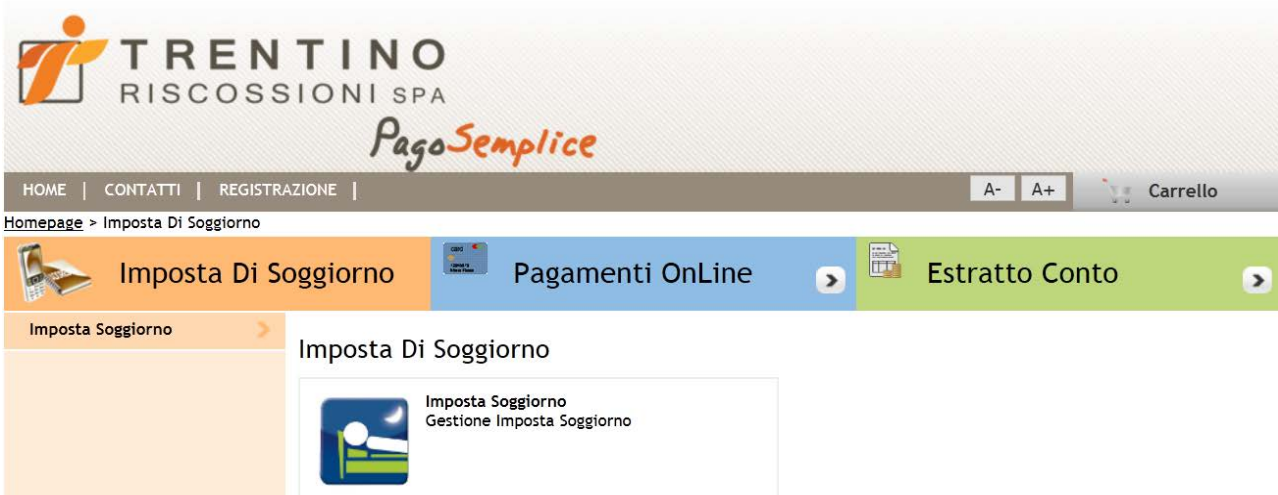 TRENTINO
RISCOSSIONI SPA
PagoSemplice
HOME | CONTATTI | REGISTRAZIONE | A- A+ Carrello
Homepage > Imposta Di Soggiorno
Imposta Di Soggiorno Pagamenti OnLine Estratto Conto
Imposta Soggiorno
Imposta Di Soggiorno
Imposta Soggiorno
Gestione Imposta Soggiorno